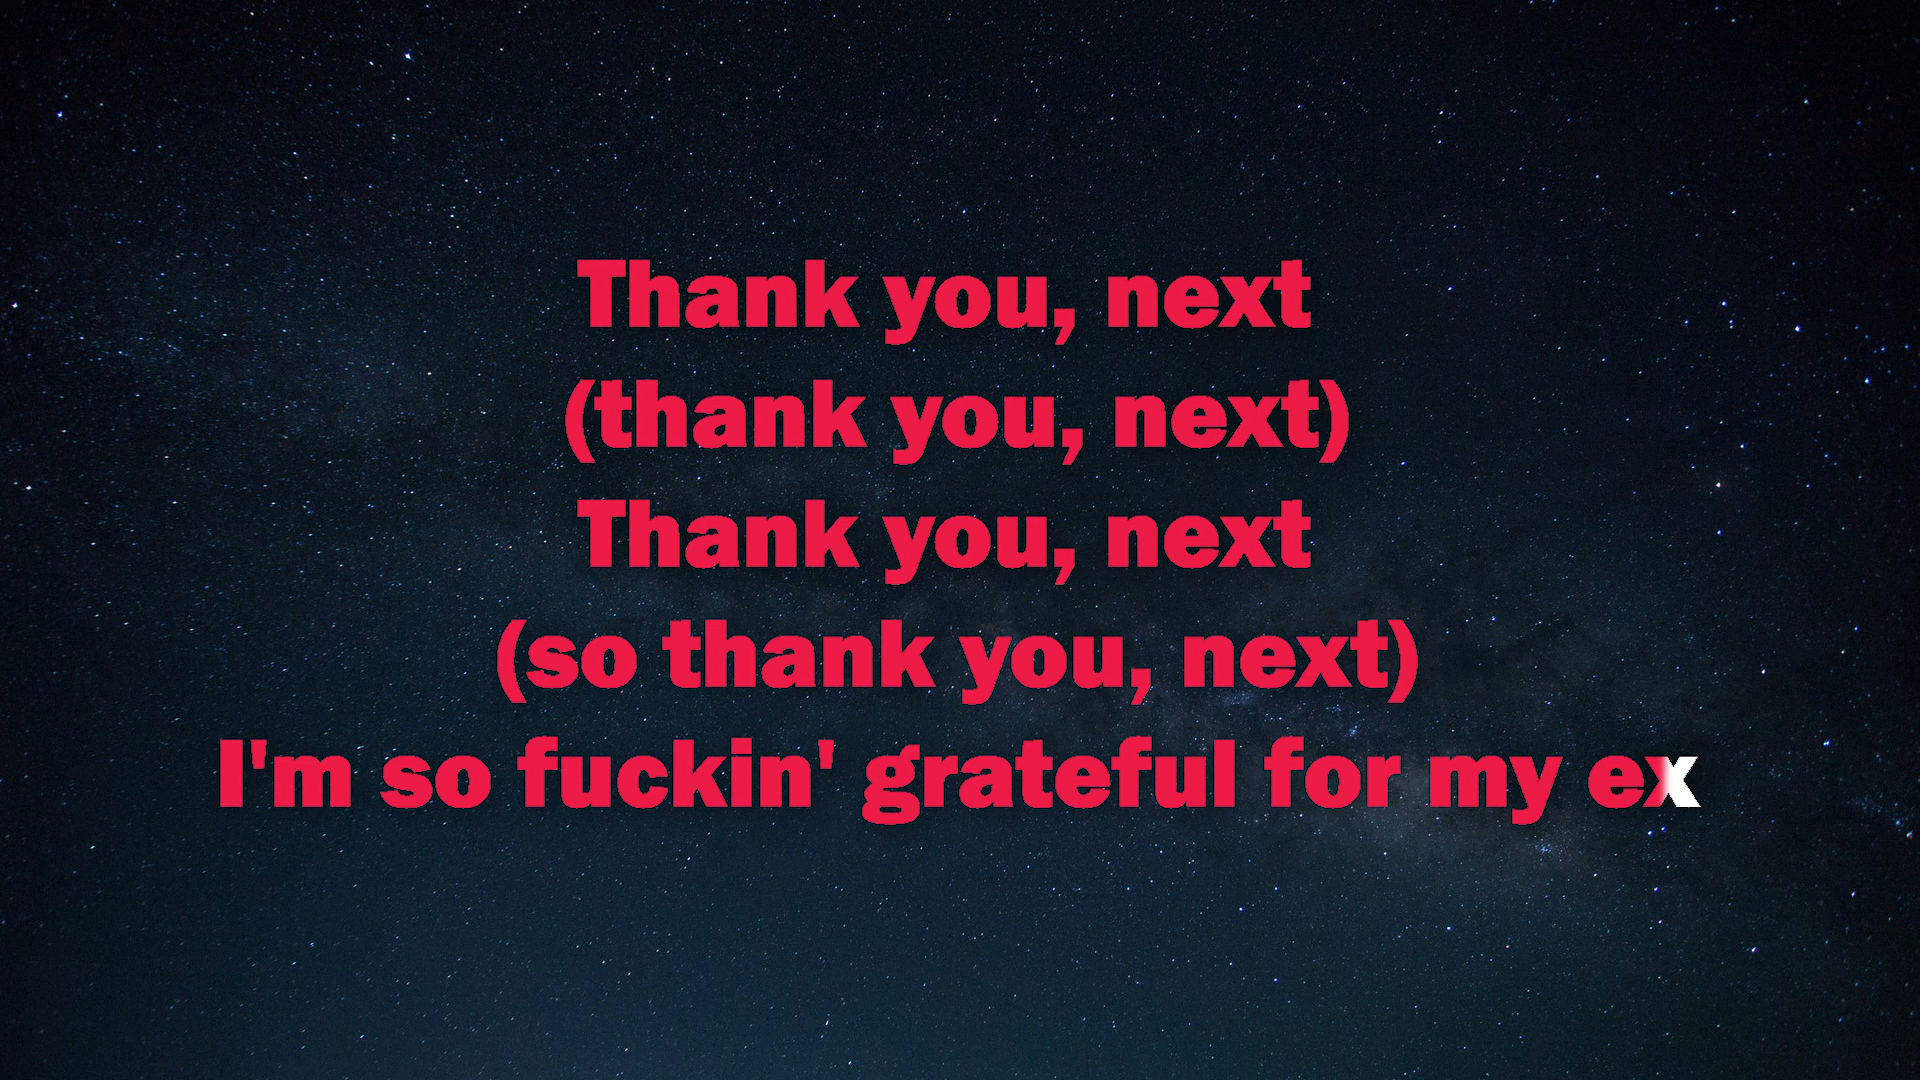 Thank you, next
(thank you, next)
Thank you, next
(so thank you, next)
I'm so fuckin' grateful for my ex